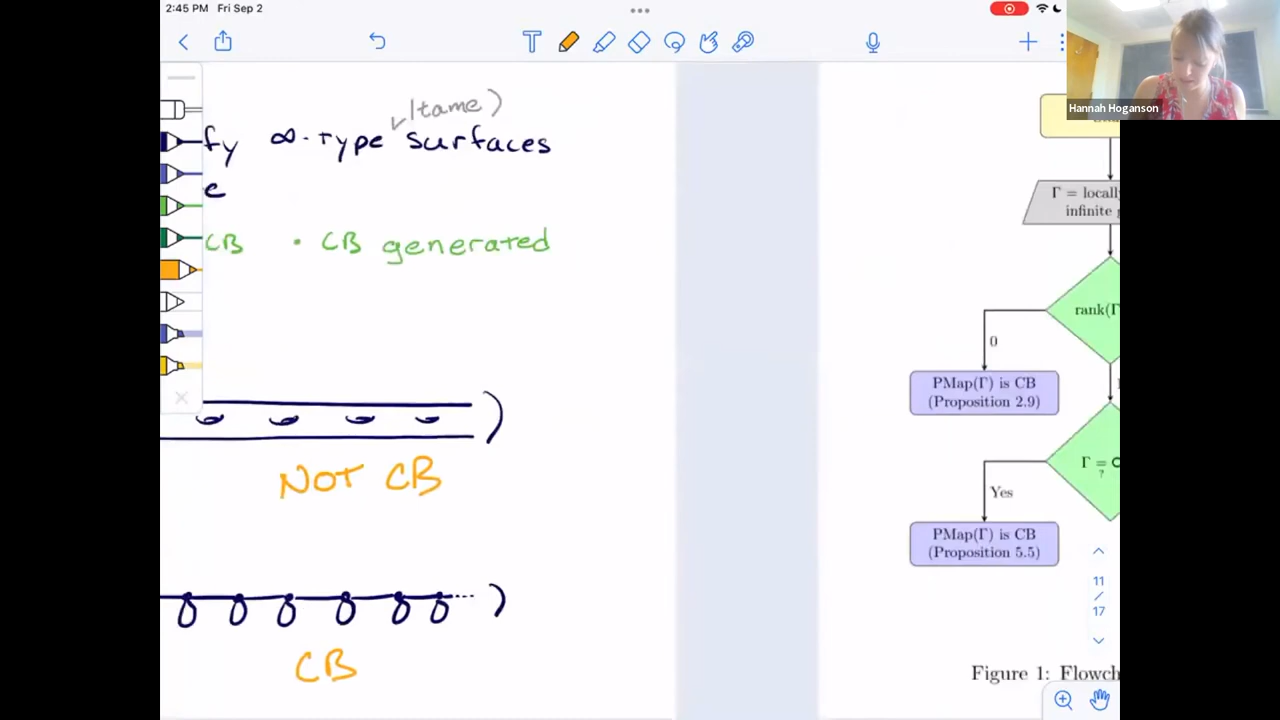 2:45 PM Fri Sep 2
Hannah Hoganson
(tame)
fy ∞-type surfaces
e
CB • CB generated
)
NOT CB
)
CB
Γ = locally
infinite g
rank(Γ
0
PMap(Γ) is CB
(Proposition 2.9)
Γ =
?
Yes
PMap(Γ) is CB
(Proposition 5.5)
11
/
17
Figure 1: Flowch